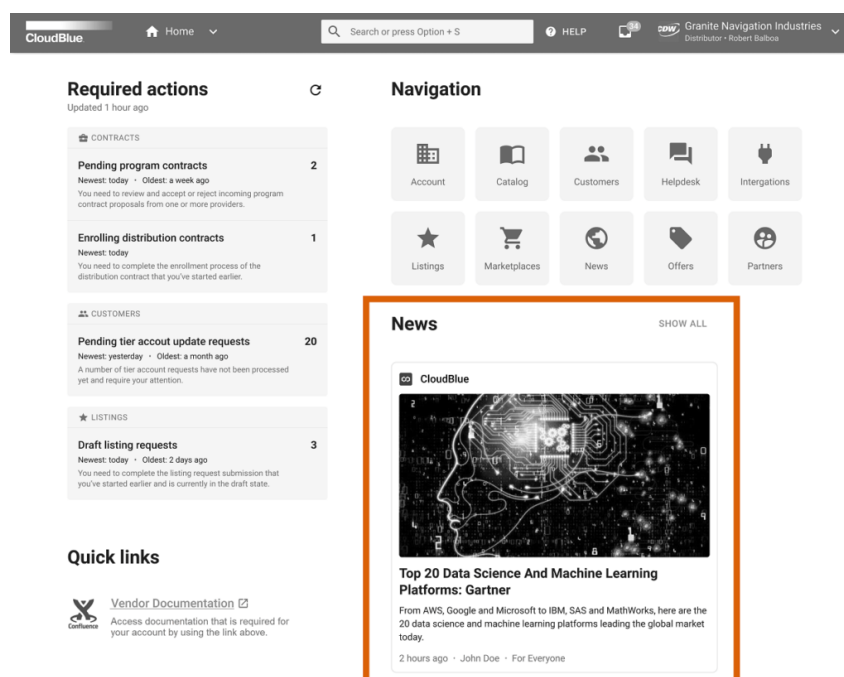 CloudBlue
Home
Search or press Option + S
HELP
34
CDW
Granite Navigation Industries
Distributor • Robert Balboa
Required actions
Updated 1 hour ago
CONTRACTS
Pending program contracts 2
Newest: today • Oldest: a week ago
You need to review and accept or reject incoming program
contract proposals from one or more providers.
Enrolling distribution contracts 1
Newest: today
You need to complete the enrollment process of the
distribution contract that you've started earlier.
CUSTOMERS
Pending tier accout update requests 20
Newest: yesterday • Oldest: a month ago
A number of tier account requests have not been processed
yet and require your attention.
LISTINGS
Draft listing requests 3
Newest: today • Oldest: 2 days ago
You need to complete the listing request submission that
you've started earlier and is currently in the draft state.
Quick links
Confluence
Vendor Documentation
Access documentation that is required for
your account by using the link above.
Navigation
Account
Catalog
Customers
Helpdesk
Intergations
Listings
Marketplaces
News
Offers
Partners
News
SHOW ALL
CloudBlue
Top 20 Data Science And Machine Learning
Platforms: Gartner
From AWS, Google and Microsoft to IBM, SAS and MathWorks, here are the
20 data science and machine learning platforms leading the global market
today.
2 hours ago • John Doe • For Everyone